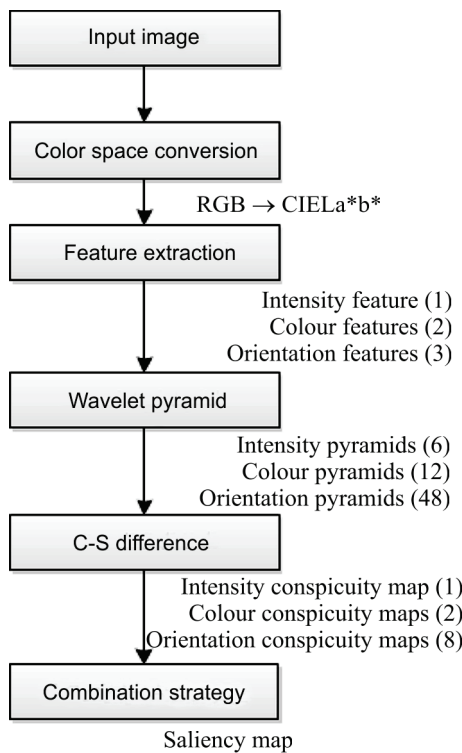 Input image
Color space conversion
RGB → CIELa*b*
Feature extraction
Intensity feature (1)
Colour features (2)
Orientation features (3)
Wavelet pyramid
Intensity pyramids (6)
Colour pyramids (12)
Orientation pyramids (48)
C-S difference
Intensity conspicuity map (1)
Colour conspicuity maps (2)
Orientation conspicuity maps (8)
Combination strategy
Saliency map